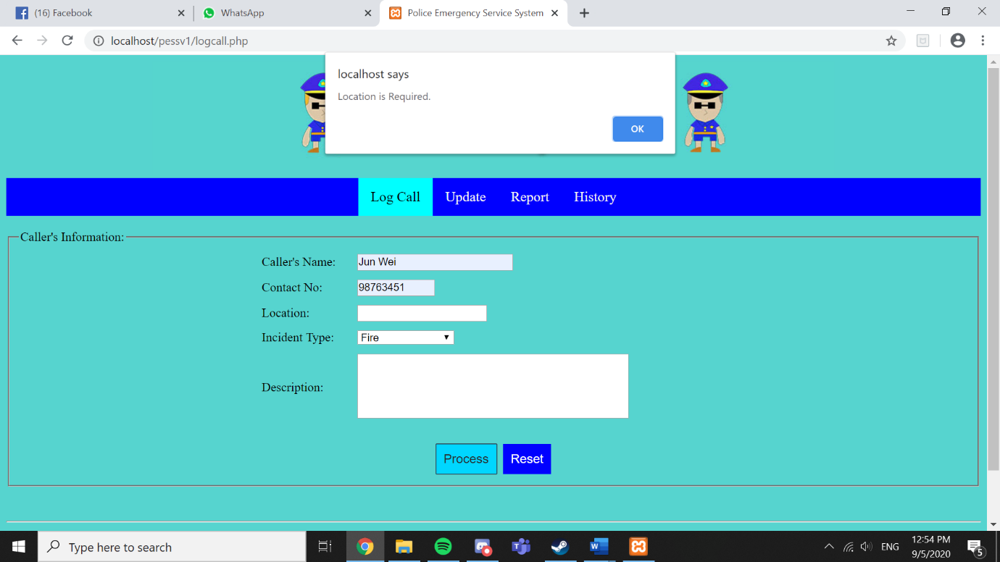 (16) Facebook
WhatsApp
Police Emergency Service System
localhost/pessv1/logcall.php
localhost says
Location is Required.
OK
Log Call Update Report History
Caller's Information:
Caller's Name: Jun Wei
Contact No: 98763451
Location:
Incident Type: Fire
Description:
Process Reset
Type here to search
ENG
12:54 PM
9/5/2020
5